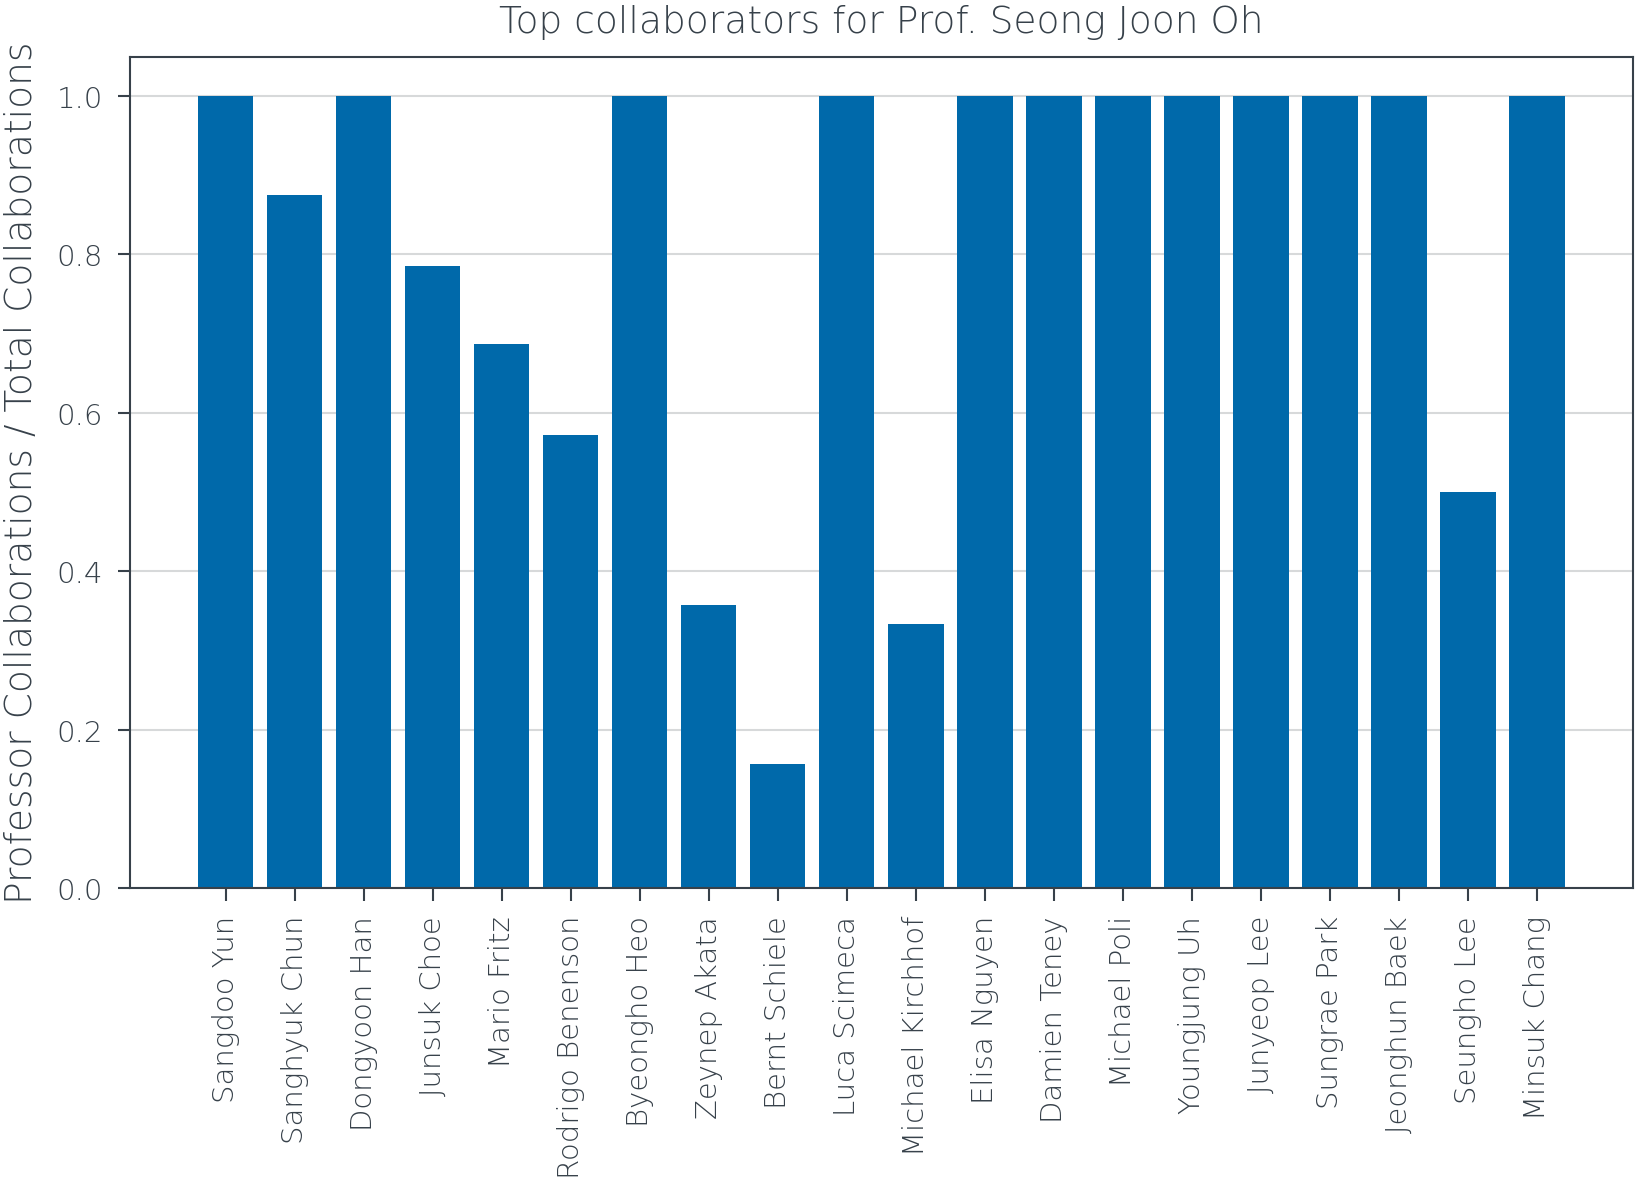 Top collaborators for Prof. Seong Joon Oh
Professor Collaborations / Total Collaborations
1.0
0.8
0.6
0.4
0.2
0.0
Sangdoo Yun
Sanghyuk Chun
Dongyoon Han
Junsuk Choe
Mario Fritz
Rodrigo Benenson
Byeongho Heo
Zeynep Akata
Bernt Schiele
Luca Scimeca
Michael Kirchhof
Elisa Nguyen
Damien Teney
Michael Poli
Youngjung Uh
Junyeop Lee
Sungrae Park
Jeonghun Baek
Seungho Lee
Minsuk Chang